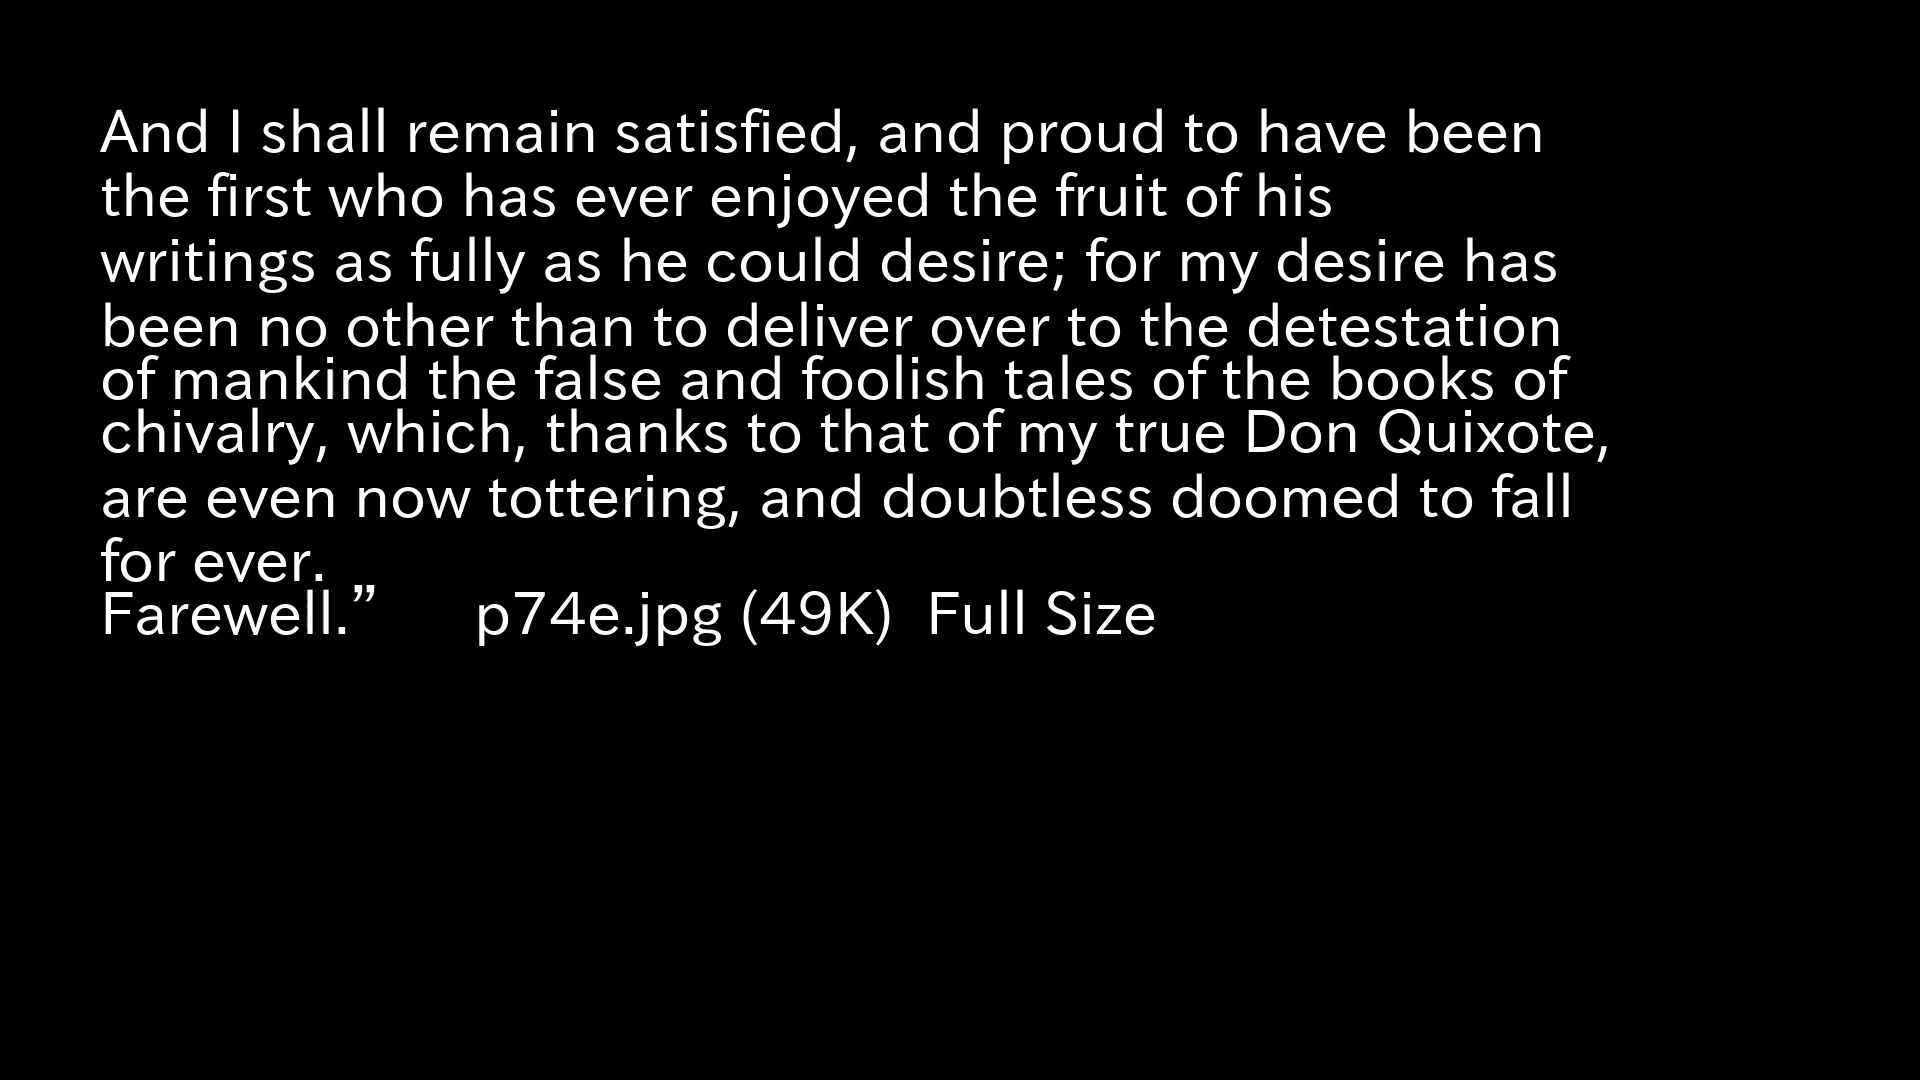 And I shall remain satisfied, and proud to have been
the first who has ever enjoyed the fruit of his
writings as fully as he could desire; for my desire has
been no other than to deliver over to the detestation
of mankind the false and foolish tales of the books of
chivalry, which, thanks to that of my true Don Quixote,
are even now tottering, and doubtless doomed to fall
for ever.
Farewell.”      p74e.jpg (49K)  Full Size